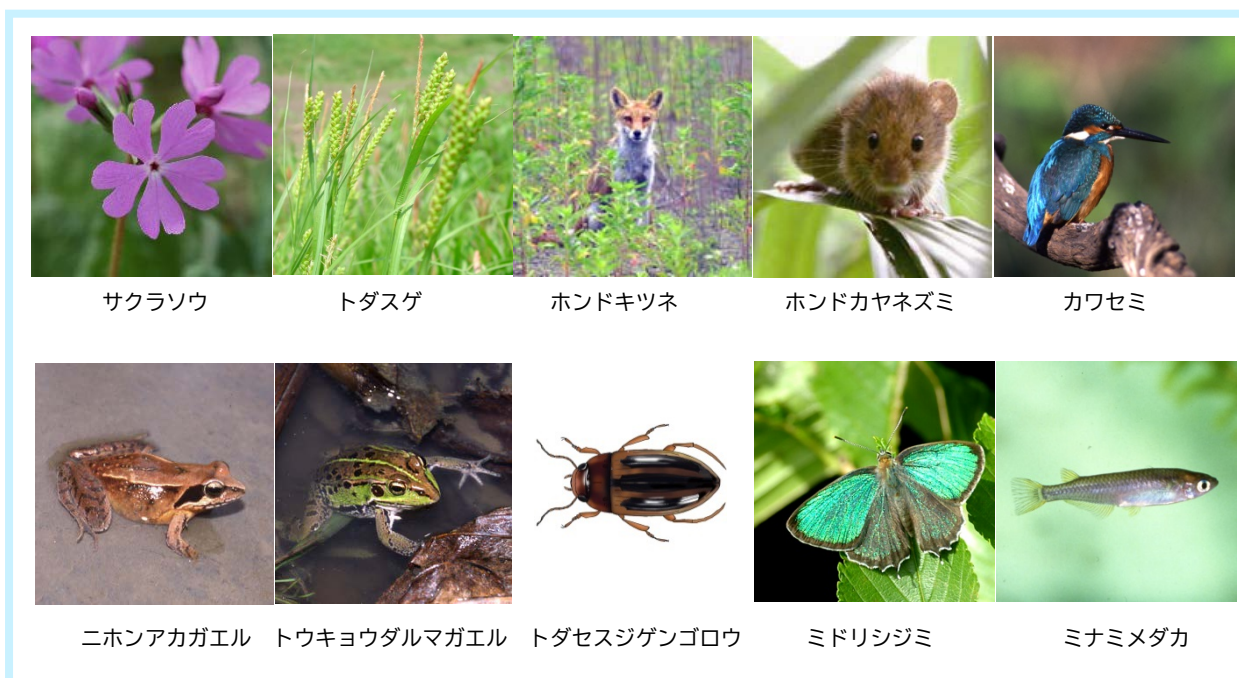 サクラソウ
トダスゲ
ホンドキツネ
ホンドカヤネズミ
カワセミ
ニホンアカガエル
トウキョウダルマガエル
トダセスジゲンゴロウ
ミドリシジミ
ミナミメダカ